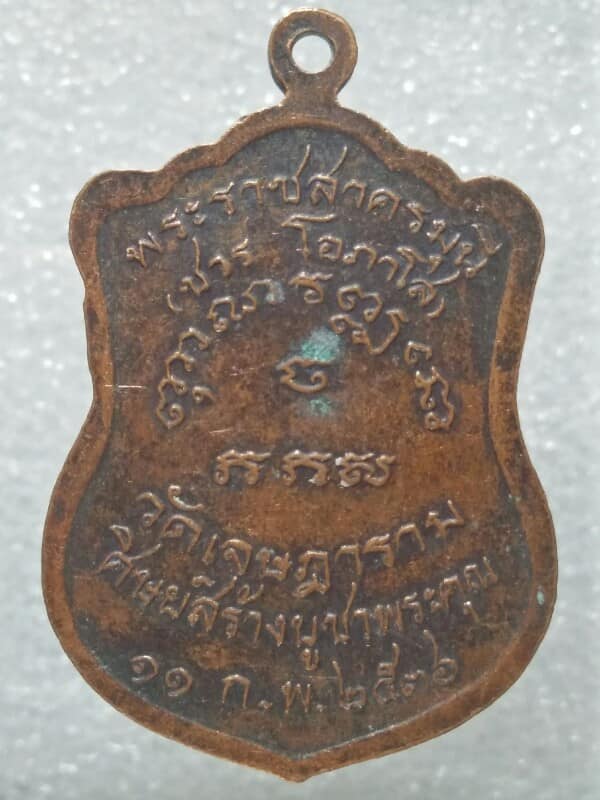 พระราชสาครมุนี
(ชาร โอภาโส)
วัดเจษฎาราม
ศิษย์สร้างบูชาพระคุณ
๑๑ ก.พ. ๒๕๓๖